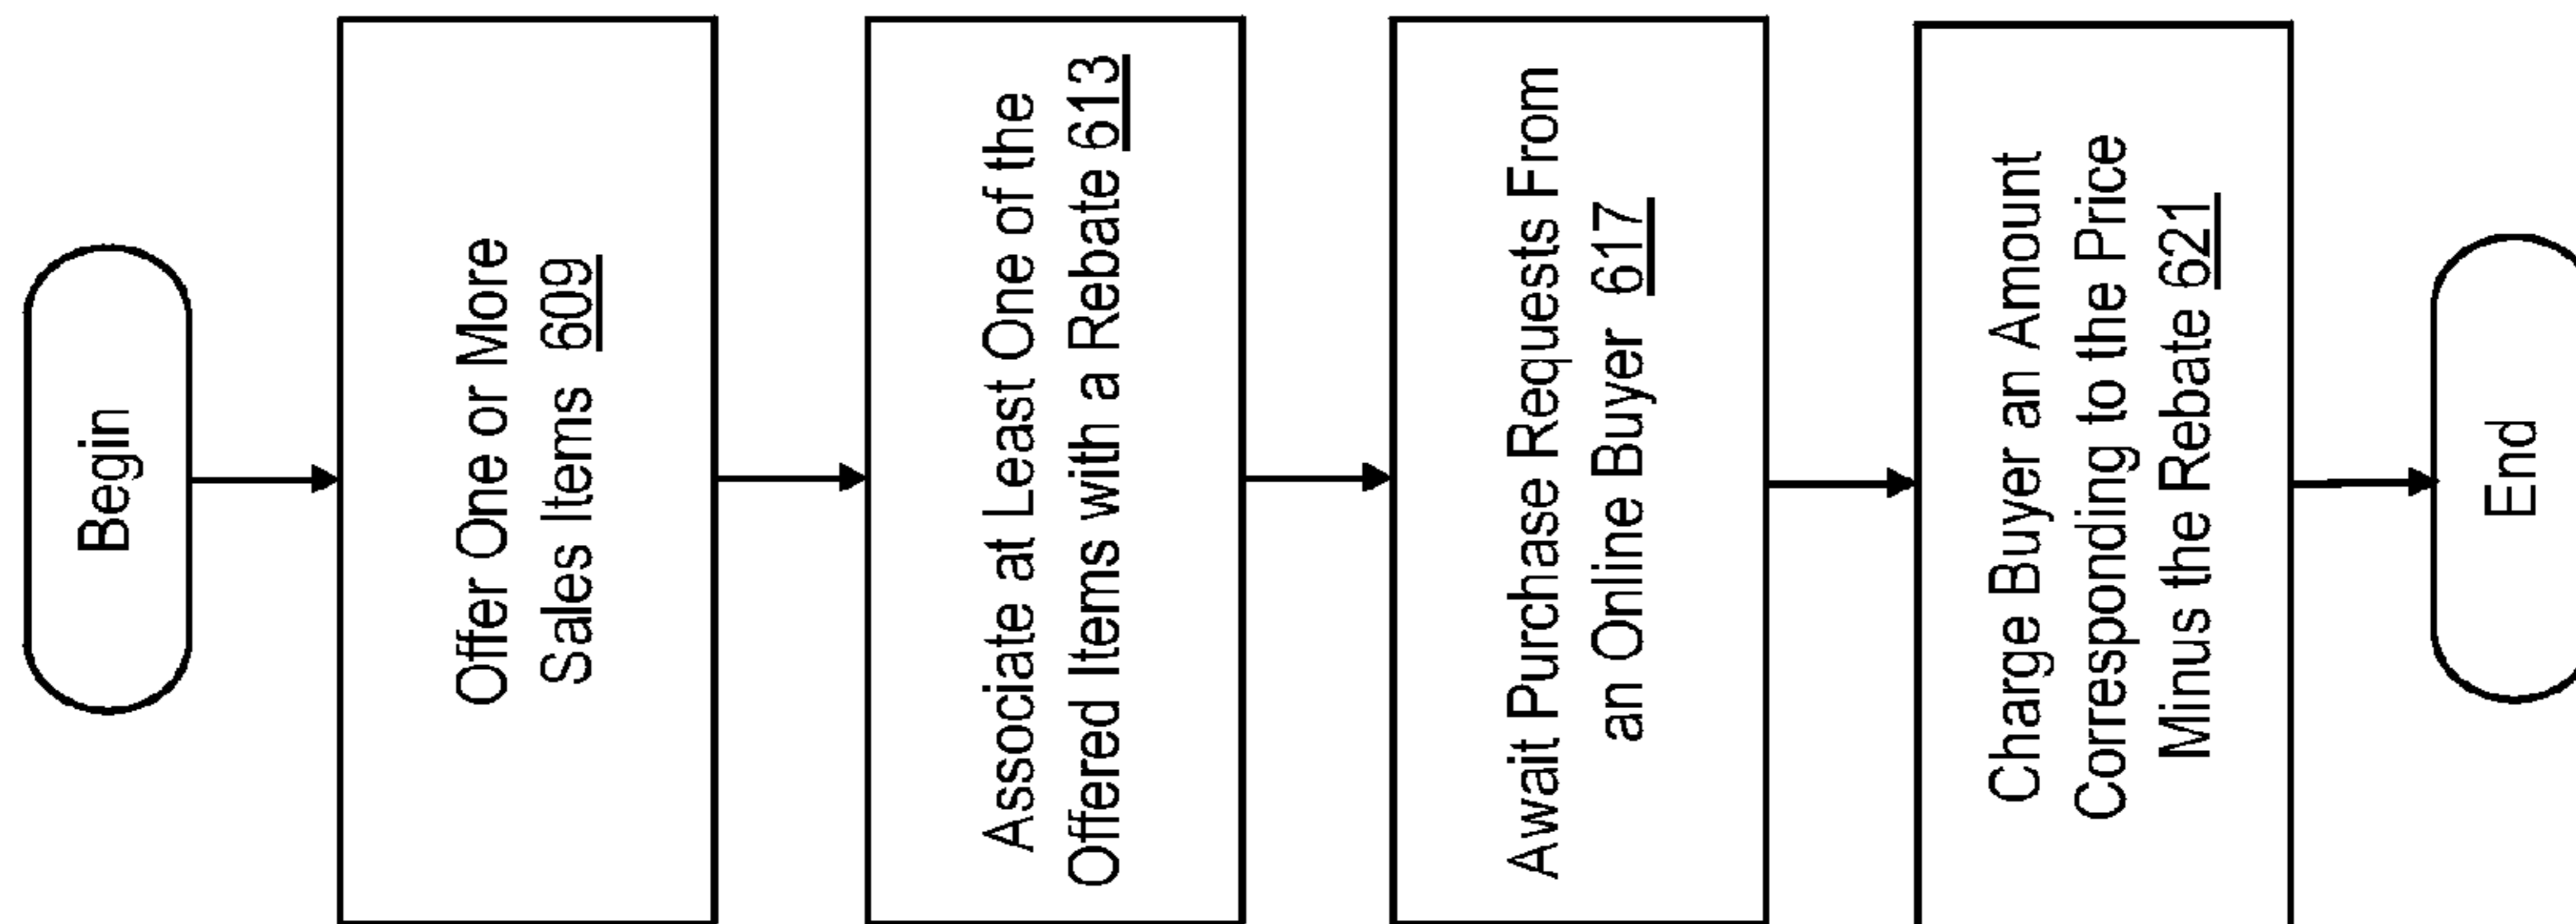 Begin
Offer One or More
Sales Items 609
Associate at Least One of the
Offered Items with a Rebate 613
Await Purchase Requests From
an Online Buyer 617
Charge Buyer an Amount
Corresponding to the Price
Minus the Rebate 621
End